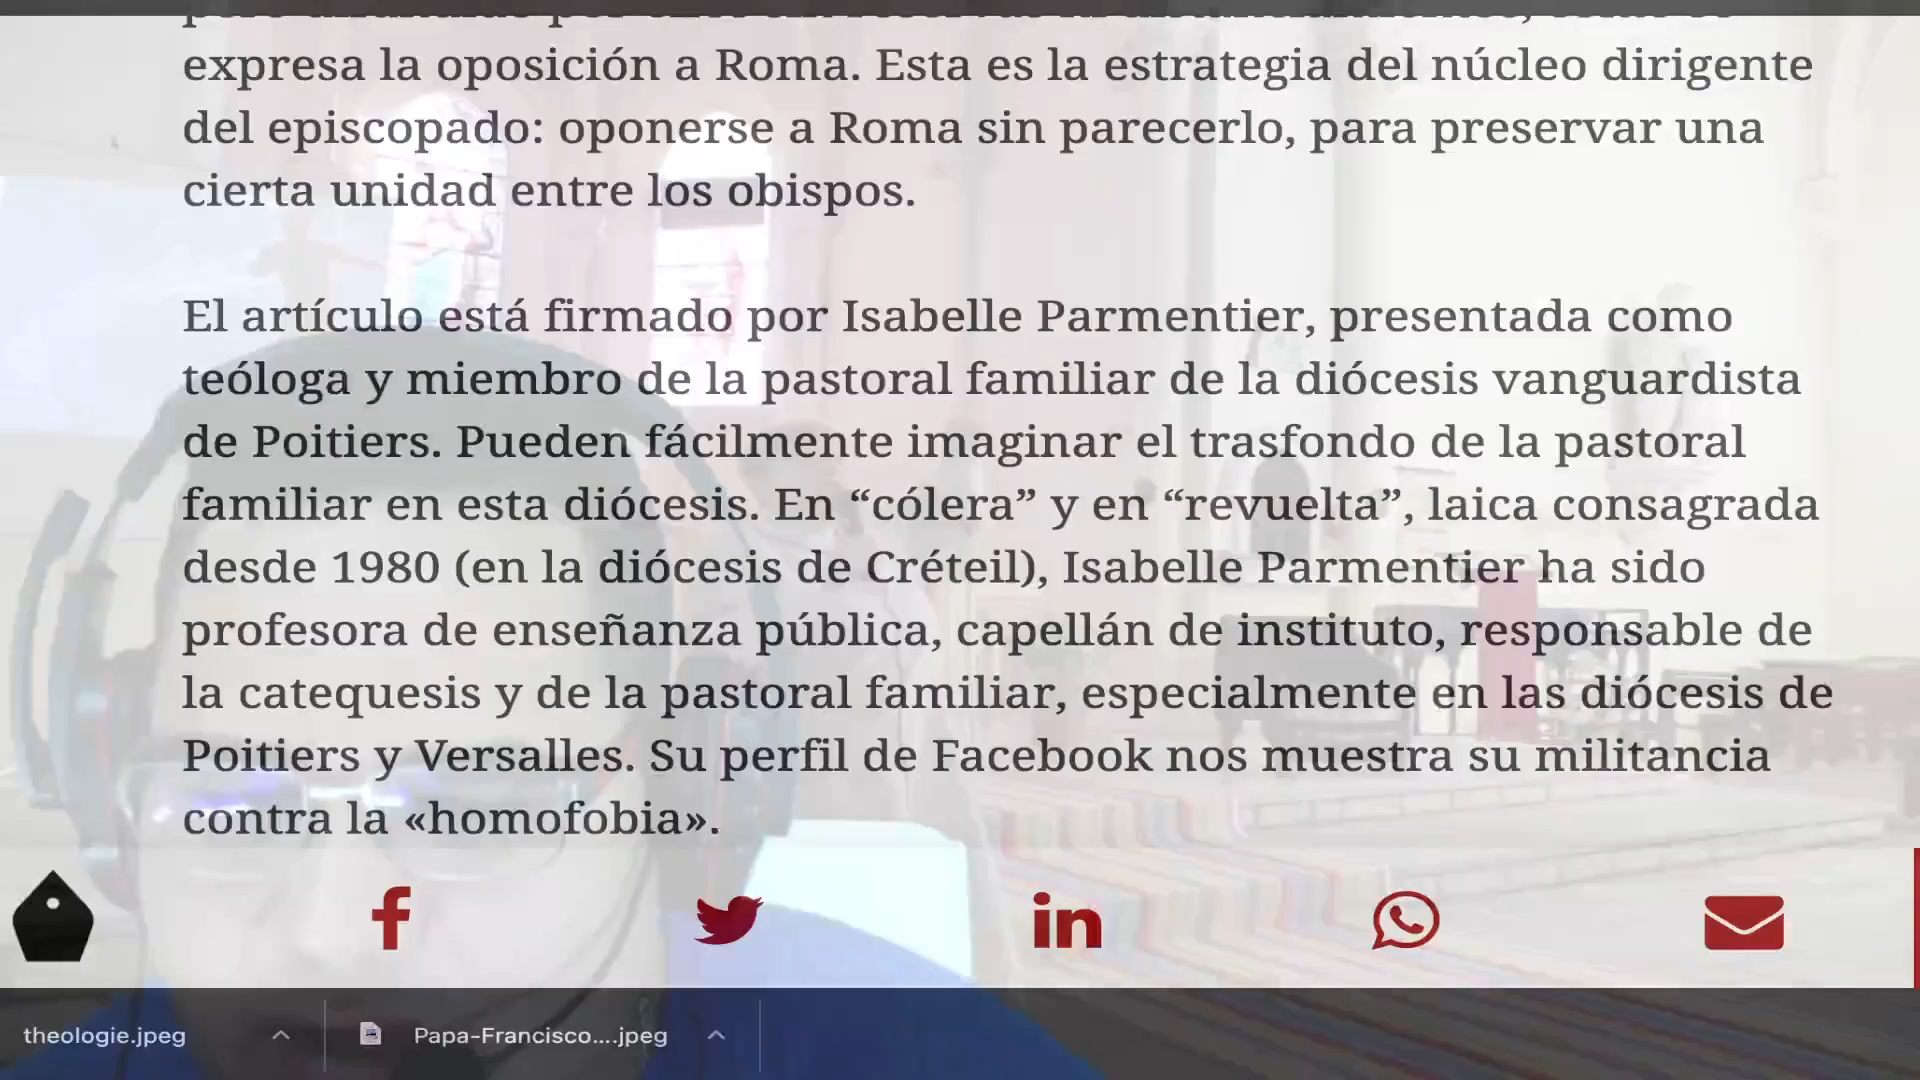 expresa la oposición a Roma. Esta es la estrategia del núcleo dirigente
del episcopado: oponerse a Roma sin parecerlo, para preservar una
cierta unidad entre los obispos.
El artículo está firmado por Isabelle Parmentier, presentada como
teóloga y miembro de la pastoral familiar de la diócesis vanguardista
de Poitiers. Pueden fácilmente imaginar el trasfondo de la pastoral
familiar en esta diócesis. En “cólera” y en “revuelta”, laica consagrada
desde 1980 (en la diócesis de Créteil), Isabelle Parmentier ha sido
profesora de enseñanza pública, capellán de instituto, responsable de
la catequesis y de la pastoral familiar, especialmente en las diócesis de
Poitiers y Versalles. Su perfil de Facebook nos muestra su militancia
contra la «homofobia».
theologie.jpeg
Papa-Francisco....jpeg